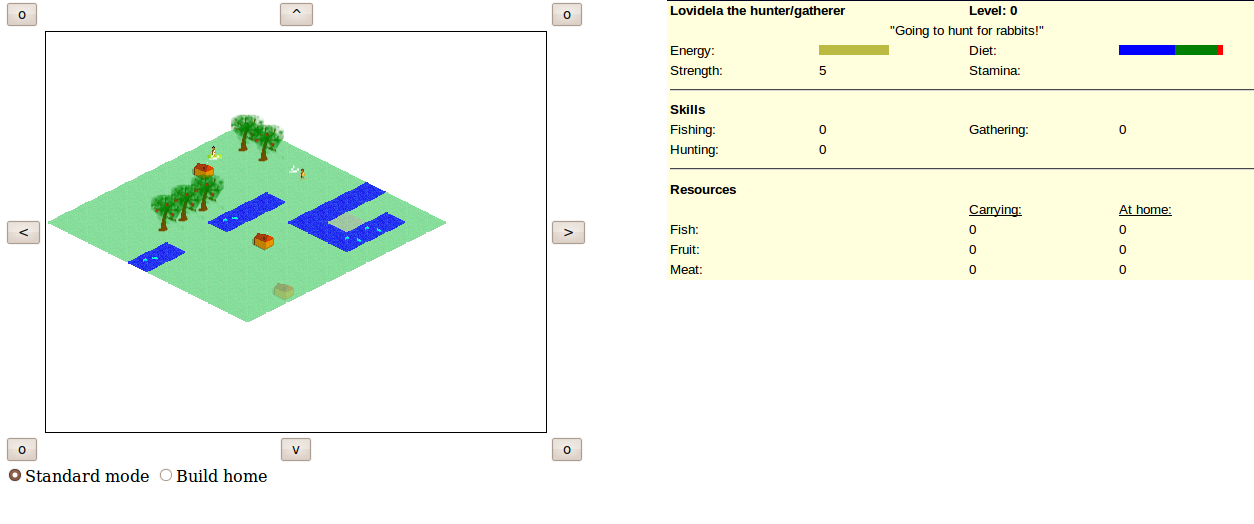 o ^ o
< >
o v o
Standard mode Build home
Lovidela the hunter/gatherer Level: 0
"Going to hunt for rabbits!"
Energy: Diet:
Strength: 5 Stamina:
Skills
Fishing: 0 Gathering: 0
Hunting: 0
Resources
Carrying: At home:
Fish: 0 0
Fruit: 0 0
Meat: 0 0